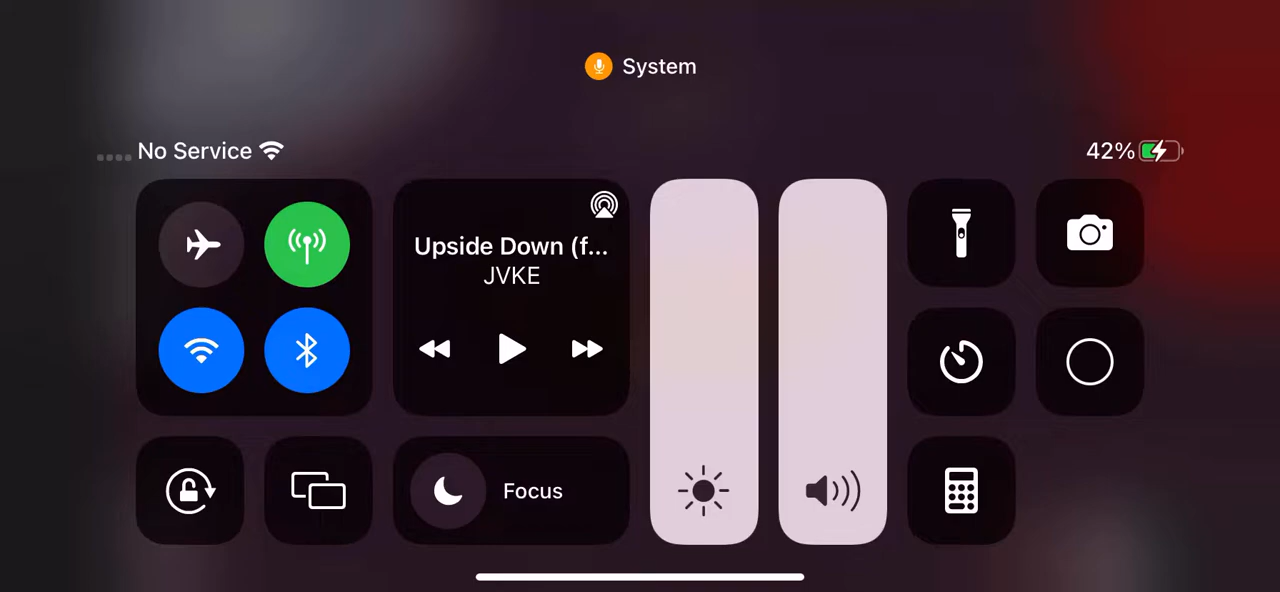 System
No Service
42%
Upside Down (f...
JVKE
Focus